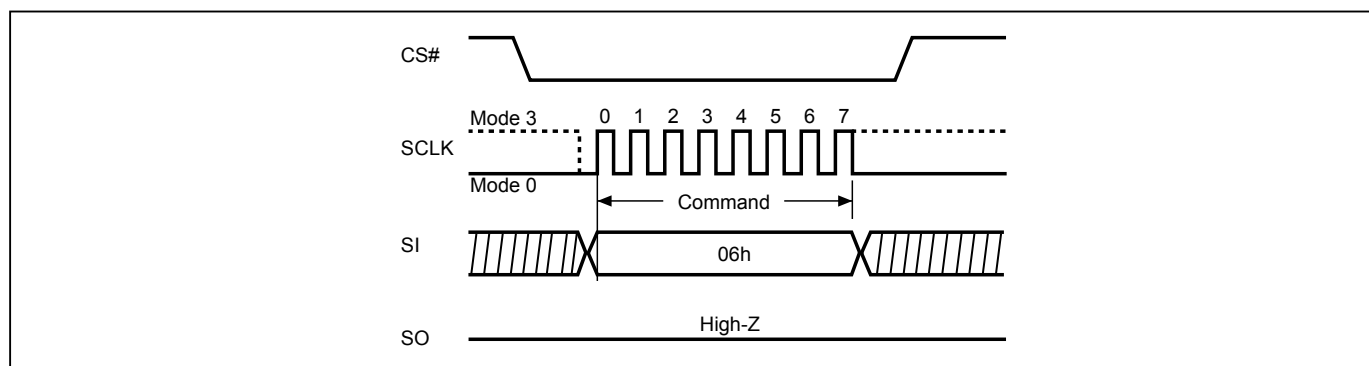 CS#
Mode 3
0 1 2 3 4 5 6 7
SCLK
Mode 0
Command
SI
06h
High-Z
SO